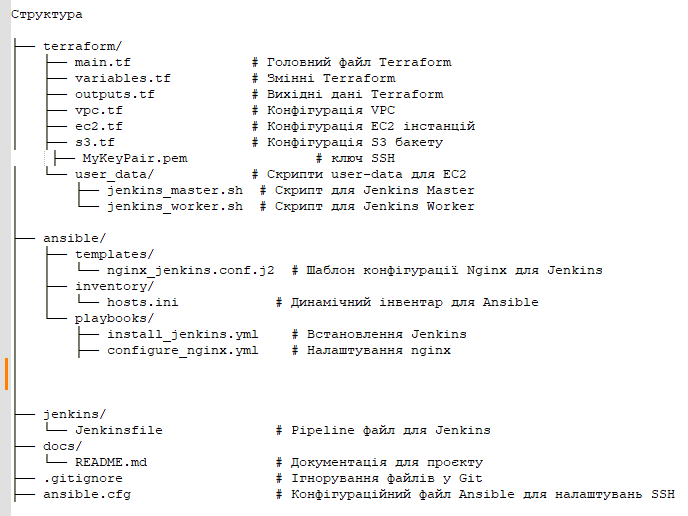 Структура
├── terraform/
│   ├── main.tf               # Головний файл Terraform
│   ├── variables.tf          # Змінні Terraform
│   ├── outputs.tf            # Вихідні дані Terraform
│   ├── vpc.tf                # Конфігурація VPC
│   ├── ec2.tf                # Конфігурація EC2 інстанцій
│   ├── s3.tf                 # Конфігурація S3 бакету
│    ├── MyKeyPair.pem                # ключ SSH
│   └── user_data/            # Скрипти user-data для EC2
│       ├── jenkins_master.sh  # Скрипт для Jenkins Master
│       └── jenkins_worker.sh  # Скрипт для Jenkins Worker
│
├── ansible/
│   ├── templates/
│   │   └── nginx_jenkins.conf.j2  # Шаблон конфігурації Nginx для Jenkins
│   ├── inventory/
│   │   └── hosts.ini            # Динамічний інвентар для Ansible
│   └── playbooks/
│       ├── install_jenkins.yml    # Встановлення Jenkins
│       ├── configure_nginx.yml    # Налаштування nginx
│
├── jenkins/
│   └── Jenkinsfile              # Pipeline файл для Jenkins
├── docs/
│   └── README.md                # Документація для проєкту
├── .gitignore                   # Ігнорування файлів у Git
├── ansible.cfg                  # Конфігураційний файл Ansible для налаштувань SSH